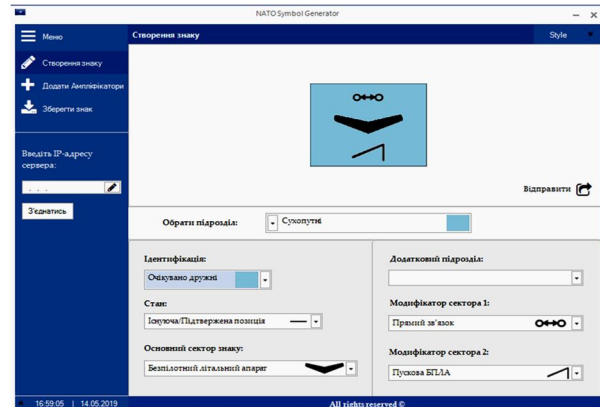 NATO Symbol Generator
Меню
Створення знаку
Style
Створення знаку
Додати Ампліфікатори
Зберегти знак
Введіть IP-адресу
сервера:
. . .
З'єднатись
Відправити
Обрати підрозділ:
Сухопутні
Ідентифікація:
Очікувано дружні
Стан:
Існуюча/Підтвержена позиція
Основний сектор знаку:
Безпілотний літальний апарат
Додатковий підрозділ:
Модифікатор сектора 1:
Прямий зв'язок
Модифікатор сектора 2:
Пускова БПЛА
16:59:05 | 14.05.2019
All rights reserved ©